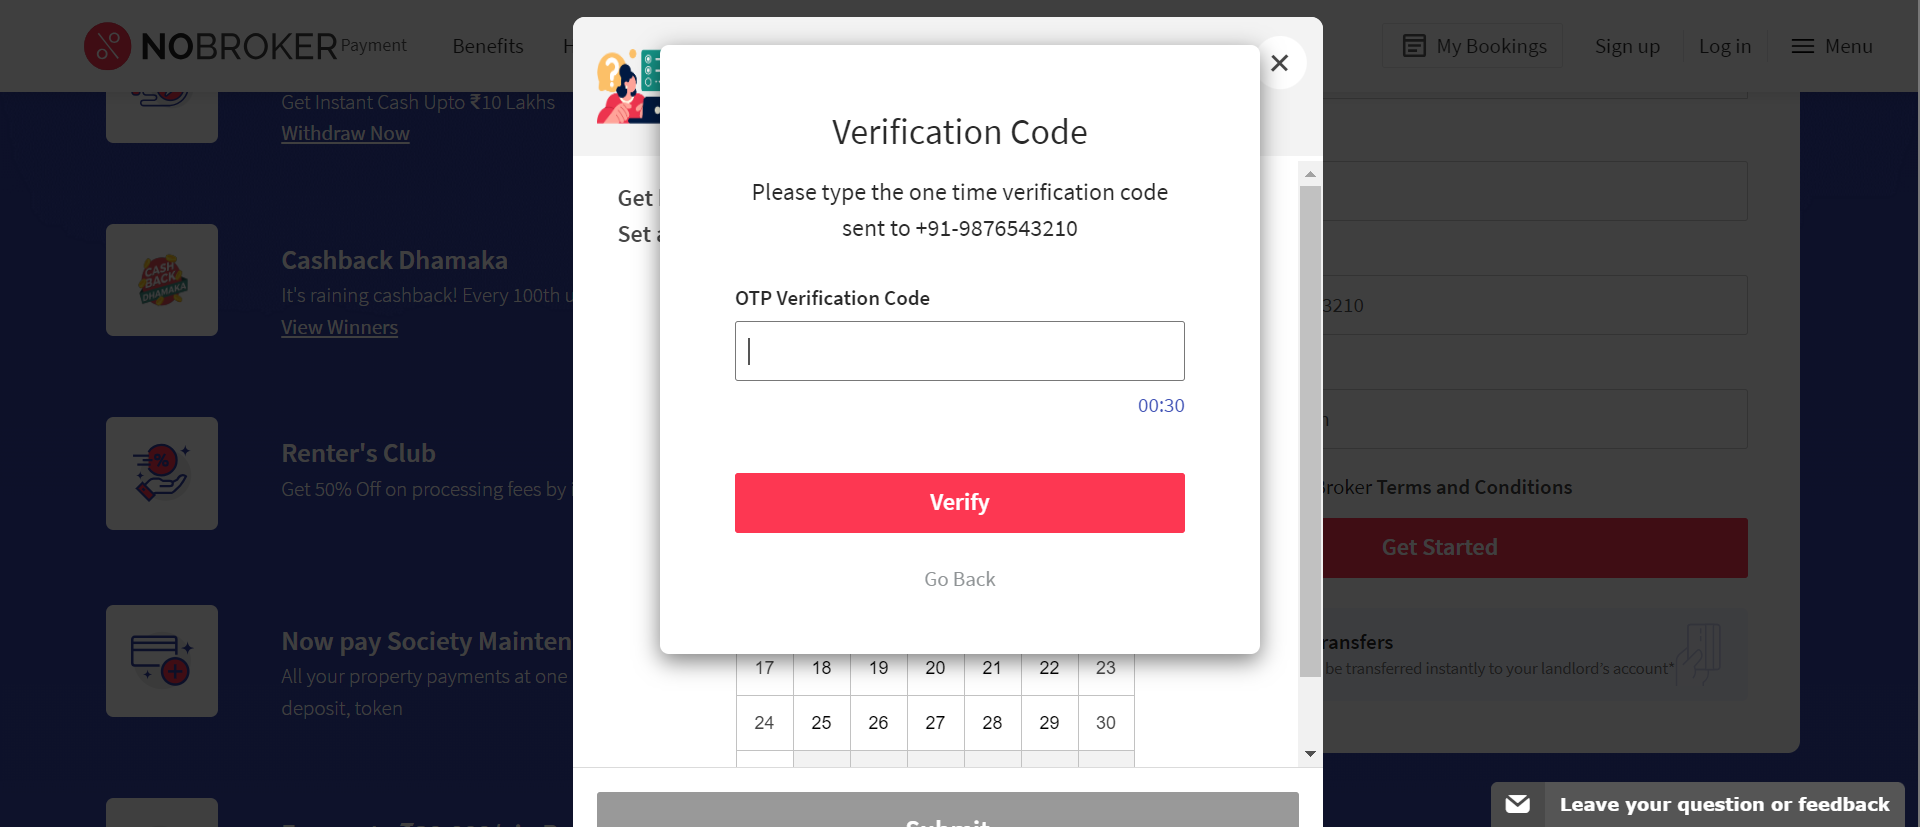 NOBROKER
Payment
Benefits
My Bookings
Sign up
Log in
Menu
Get Instant Cash Upto ₹10 Lakhs
Withdraw Now
Cashback Dhamaka
It's raining cashback! Every 100th
View Winners
CASH
BACK
DHAMAKA
Renter's Club
Get 50% Off on processing fees by
Now pay Society
All your property payments at one
deposit, token
Get
Set
Verification Code
Please type the one time verification code
sent to +91-9876543210
OTP Verification Code
00:30
Verify
Go Back
17 18 19 20 21 22 23
24 25 26 27 28 29 30
3210
Terms and Conditions
Get Started
be transferred instantly to your landlord's account*
Leave your question or feedback